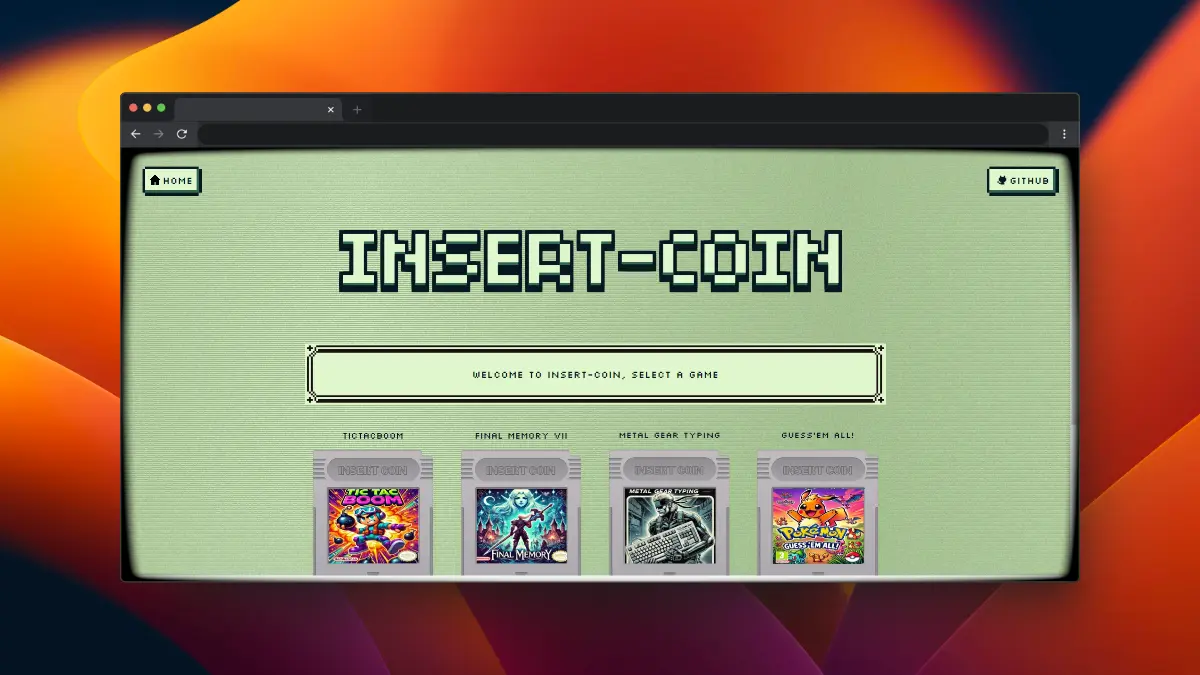 HOME
GITHUB
INSERT-COIN
WELCOME TO INSERT-COIN, SELECT A GAME
TICTACBOOM
FINAL MEMORY VII
METAL GEAR TYPING
GUESS'EM ALL!
INSERT COIN
INSERT COIN
INSERT COIN
INSERT COIN
TIC TAC
BOOM
FINAL MEMORY
METAL GEAR TYPING
POKÉMON
GUESS'EM ALL!